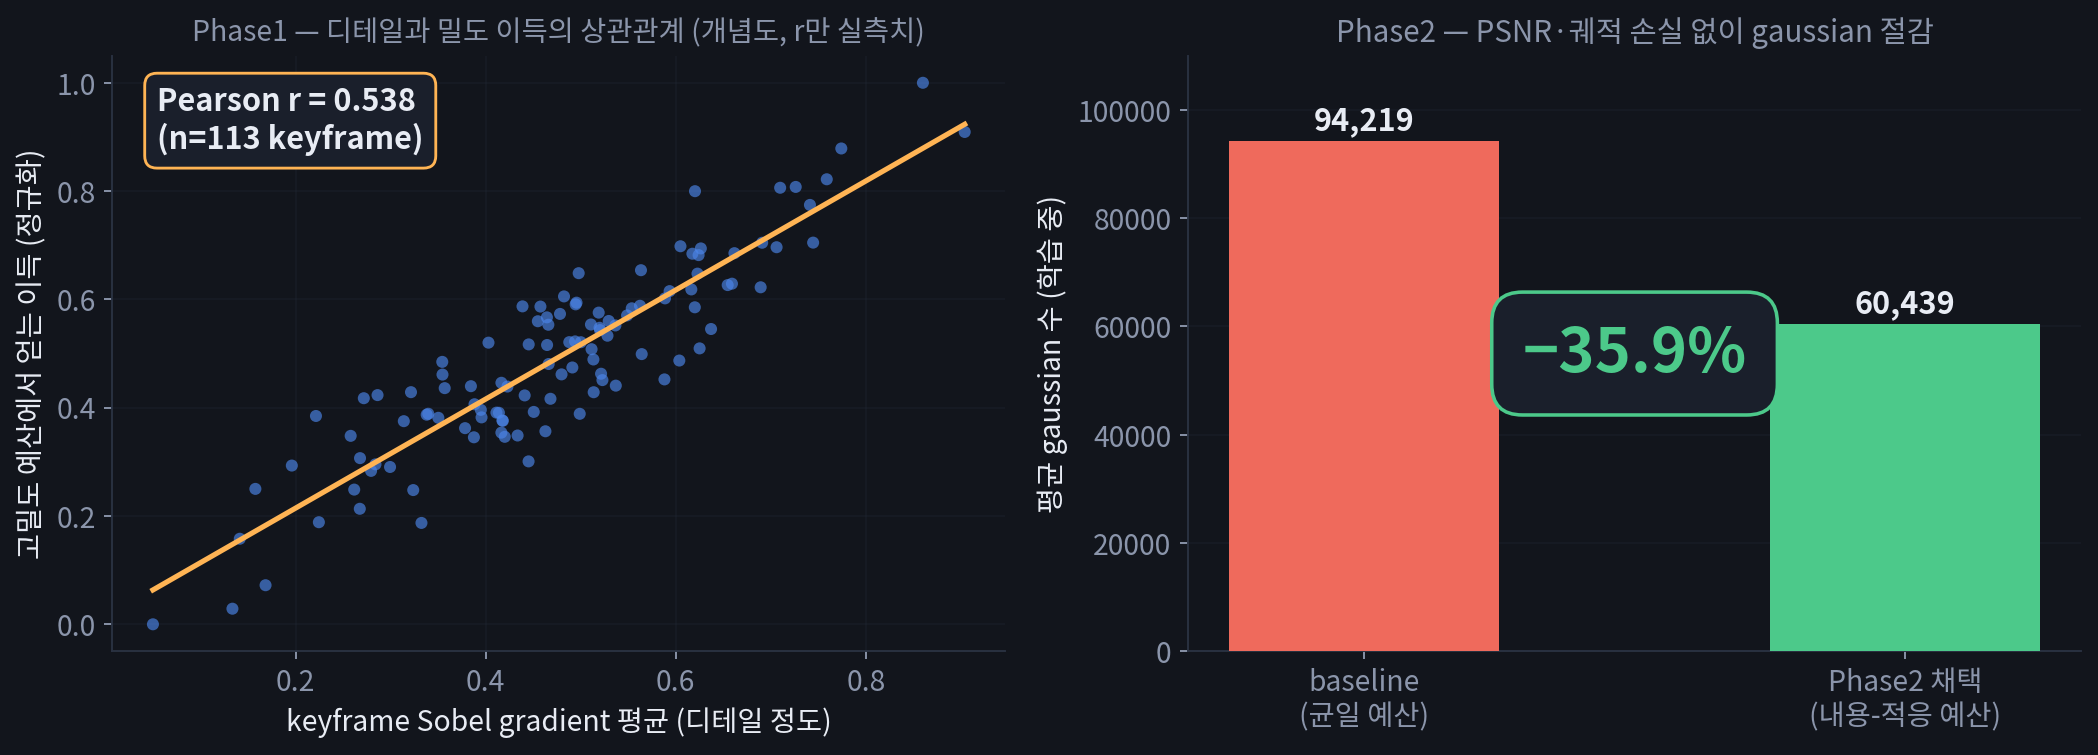 Phase1 — 디테일과 밀도 이득의 상관관계 (개념도, r만 실측치)
Pearson r = 0.538
(n=113 keyframe)
고밀도 예산에서 얻는 이득 (정규화)
1.0
0.8
0.6
0.4
0.2
0.0
0.2
0.4
0.6
0.8
keyframe Sobel gradient 평균 (디테일 정도)
Phase2 — PSNR·궤적 손실 없이 gaussian 절감
평균 gaussian 수 (학습 중)
100000
80000
60000
40000
20000
0
94,219
−35.9%
60,439
baseline
(균일 예산)
Phase2 채택
(내용-적응 예산)